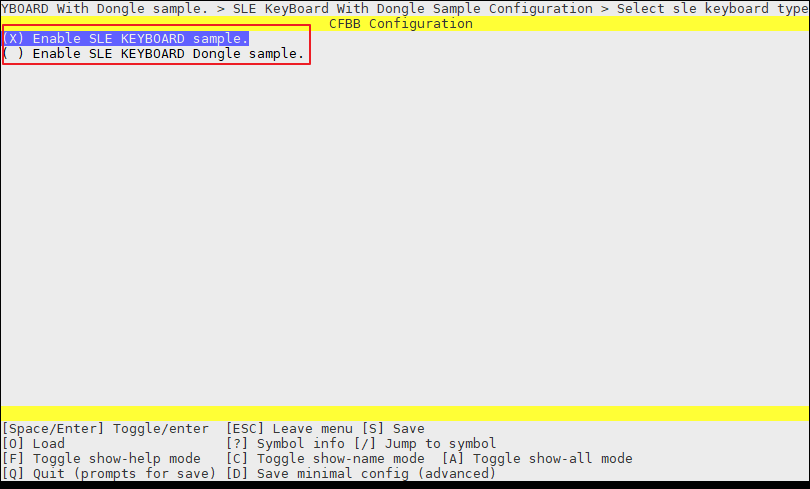 YBOARD With Dongle sample. > SLE KeyBoard With Dongle Sample Configuration > Select sle keyboard type
CFBB Configuration
(X) Enable SLE KEYBOARD sample.
( ) Enable SLE KEYBOARD Dongle sample.
[Space/Enter] Toggle/enter [ESC] Leave menu [S] Save
[O] Load [?] Symbol info [/] Jump to symbol
[F] Toggle show-help mode [C] Toggle show-name mode [A] Toggle show-all mode
[Q] Quit (prompts for save) [D] Save minimal config (advanced)